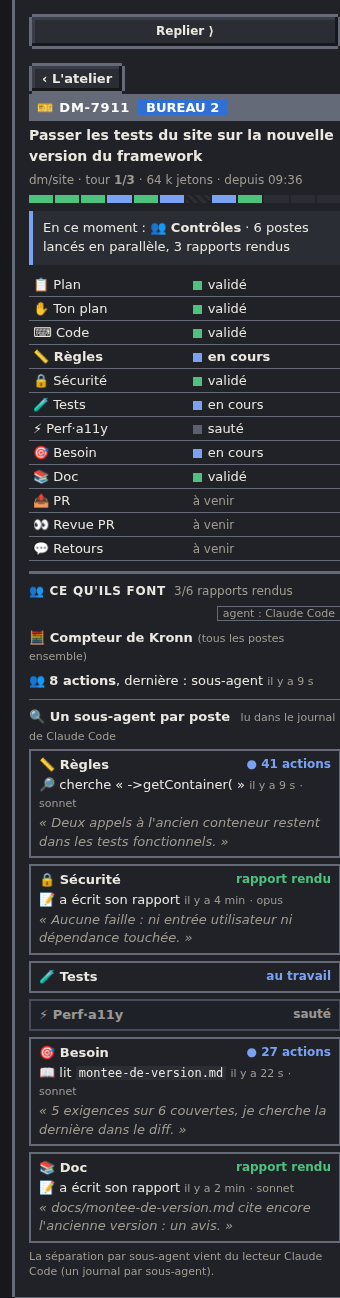 Replier ⟩
‹ L'atelier
🎫 DM-7911 BUREAU 2
Passer les tests du site sur la nouvelle
version du framework
dm/site · tour 1/3 · 64 k jetons · depuis 09:36
En ce moment : 👥 Contrôles · 6 postes
lancés en parallèle, 3 rapports rendus
📋 Plan validé
✋ Ton plan validé
⌨ Code validé
📏 Règles en cours
🔒 Sécurité validé
🧪 Tests en cours
⚡ Perf·a11y sauté
🎯 Besoin en cours
📚 Doc validé
📤 PR à venir
👀 Revue PR à venir
💬 Retours à venir
👥 CE QU'ILS FONT 3/6 rapports rendus
agent : Claude Code
🧮 Compteur de Kronn (tous les postes
ensemble)
👥 8 actions, dernière : sous-agent il y a 9 s
🔍 Un sous-agent par poste lu dans le journal
de Claude Code
📏 Règles ● 41 actions
🔎 cherche « ->getContainer( » il y a 9 s ·
sonnet
« Deux appels à l'ancien conteneur restent
dans les tests fonctionnels. »
🔒 Sécurité rapport rendu
📝 a écrit son rapport il y a 4 min · opus
« Aucune faille : ni entrée utilisateur ni
dépendance touchée. »
🧪 Tests au travail
⚡ Perf·a11y sauté
🎯 Besoin ● 27 actions
📖 lit montee-de-version.md il y a 22 s ·
sonnet
« 5 exigences sur 6 couvertes, je cherche la
dernière dans le diff. »
📚 Doc rapport rendu
📝 a écrit son rapport il y a 2 min · sonnet
« docs/montee-de-version.md cite encore
l'ancienne version : un avis. »
La séparation par sous-agent vient du lecteur Claude
Code (un journal par sous-agent).